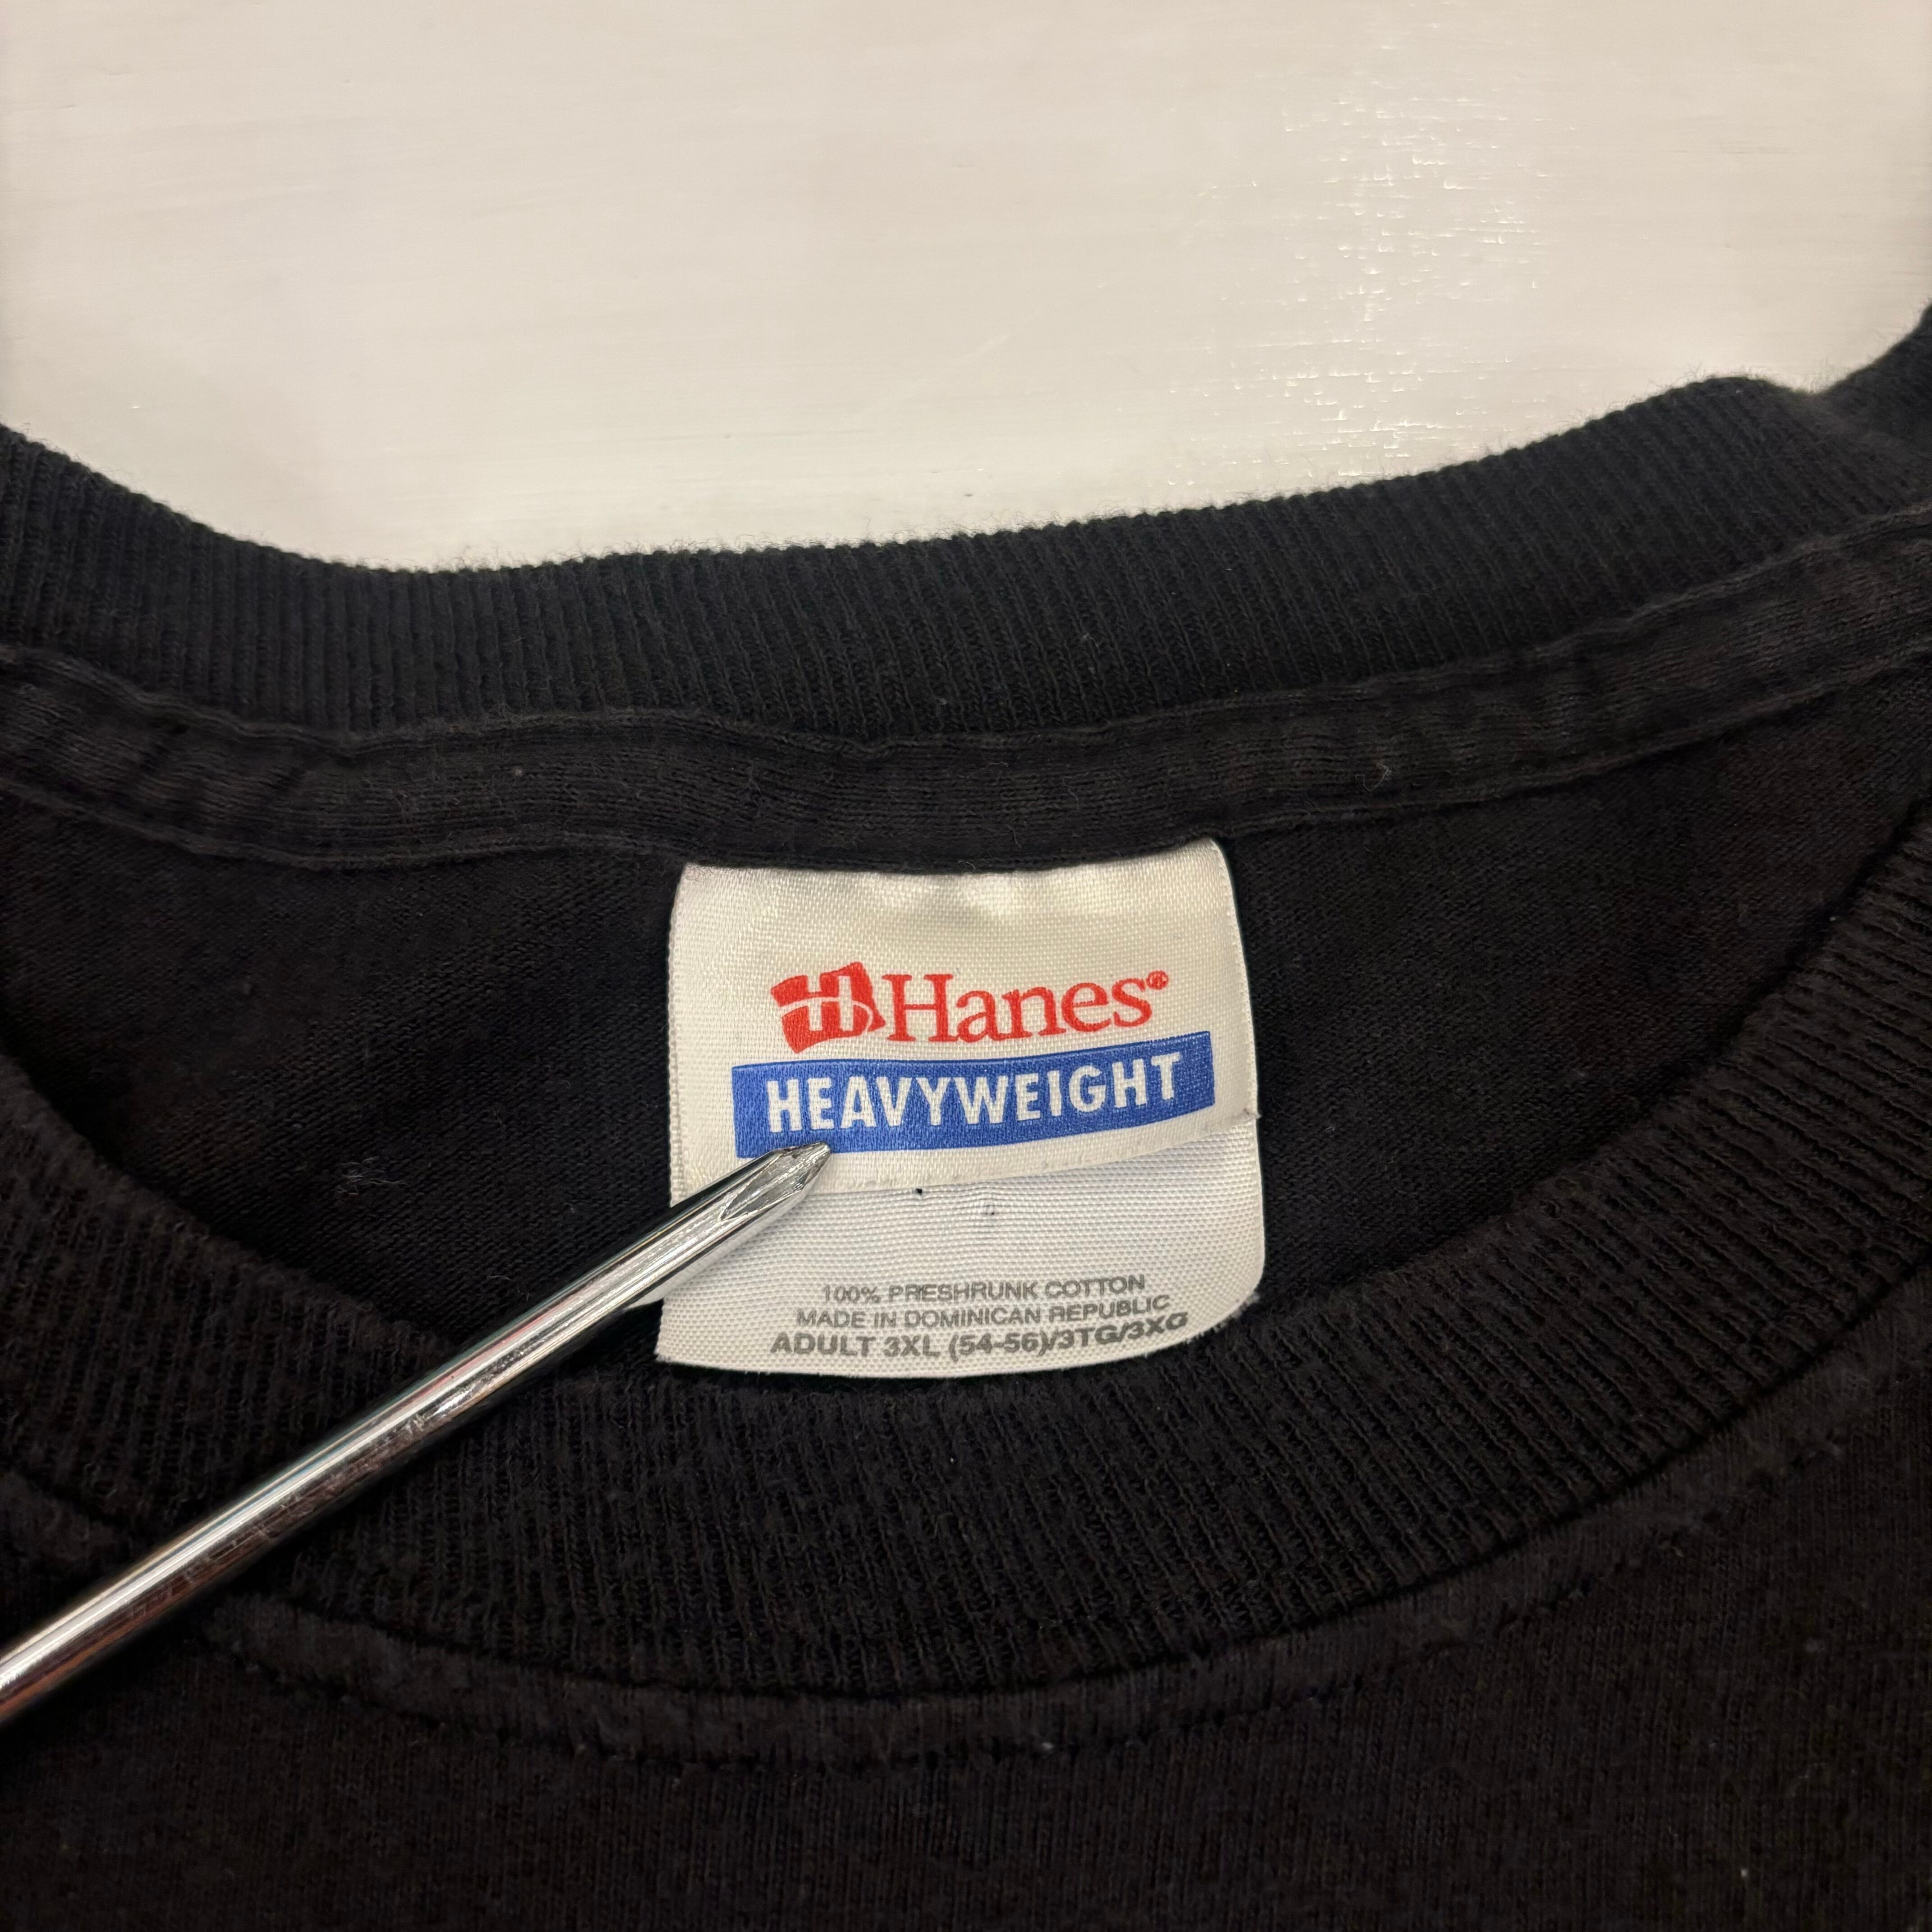 Hanes®
HEAVYWEIGHT
100% PRESHRUNK COTTON
MADE IN DOMINICAN REPUBLIC
ADULT 3XL (54-56)/3TG/3XG